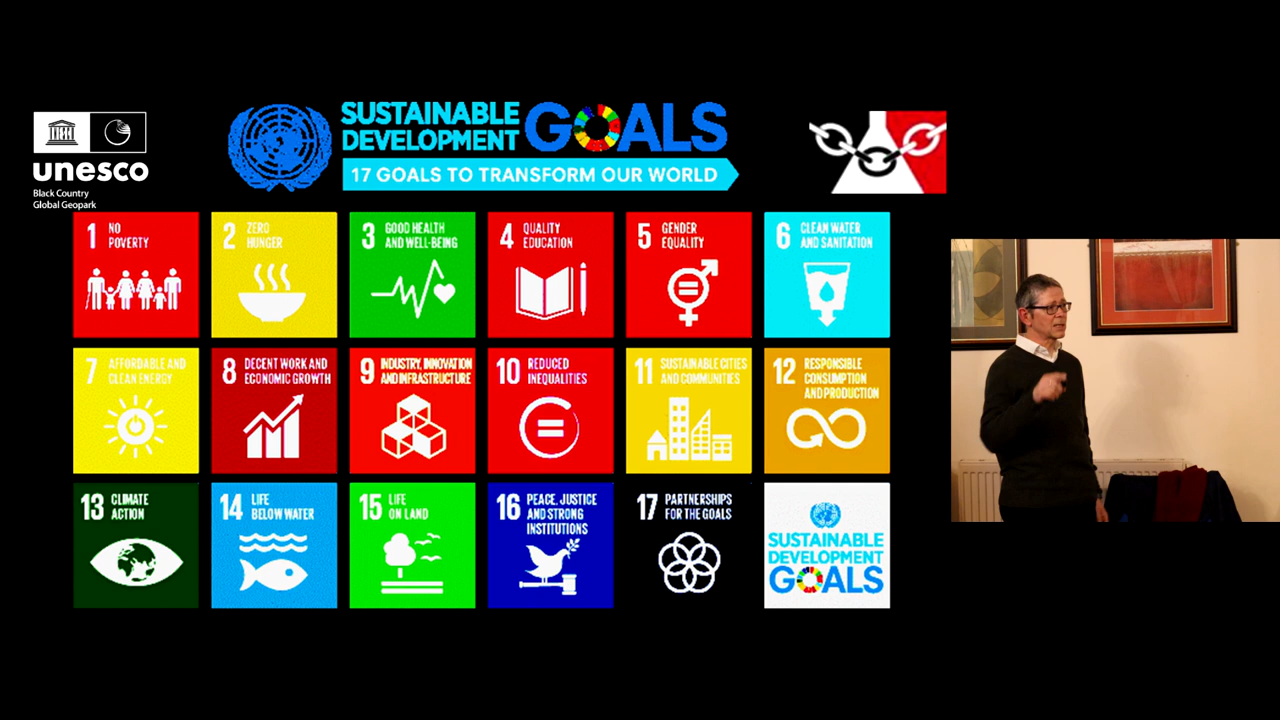 unesco
Black Country
Global Geopark
SUSTAINABLE
DEVELOPMENT
GOALS
17 GOALS TO TRANSFORM OUR WORLD
1 NO
POVERTY
2 ZERO
HUNGER
3 GOOD HEALTH
AND WELL-BEING
4 QUALITY
EDUCATION
5 GENDER
EQUALITY
6 CLEAN WATER
AND SANITATION
7 AFFORDABLE AND
CLEAN ENERGY
8 DECENT WORK AND
ECONOMIC GROWTH
9 INDUSTRY, INNOVATION
AND INFRASTRUCTURE
10 REDUCED
INEQUALITIES
11 SUSTAINABLE CITIES
AND COMMUNITIES
12 RESPONSIBLE
CONSUMPTION
AND PRODUCTION
13 CLIMATE
ACTION
14 LIFE
BELOW WATER
15 LIFE
ON LAND
16 PEACE, JUSTICE
AND STRONG
INSTITUTIONS
17 PARTNERSHIPS
FOR THE GOALS
SUSTAINABLE
DEVELOPMENT
GOALS